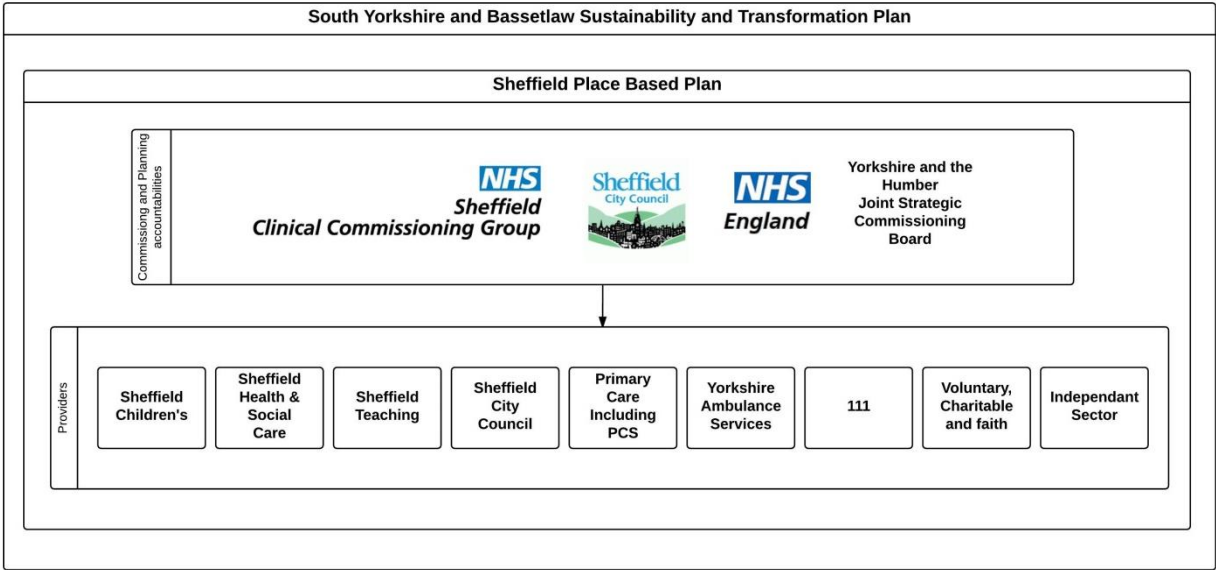 South Yorkshire and Bassetlaw Sustainability and Transformation Plan
Sheffield Place Based Plan
Commissiong and Planning
accountabilities
NHS
Sheffield
Clinical Commissioning Group
Sheffield
City Council
NHS
England
Yorkshire and the
Humber
Joint Strategic
Commissioning
Board
Providers
Sheffield
Children's
Sheffield
Health &
Social
Care
Sheffield
Teaching
Sheffield
City
Council
Primary
Care
Including
PCS
Yorkshire
Ambulance
Services
111
Voluntary,
Charitable
and faith
Independant
Sector